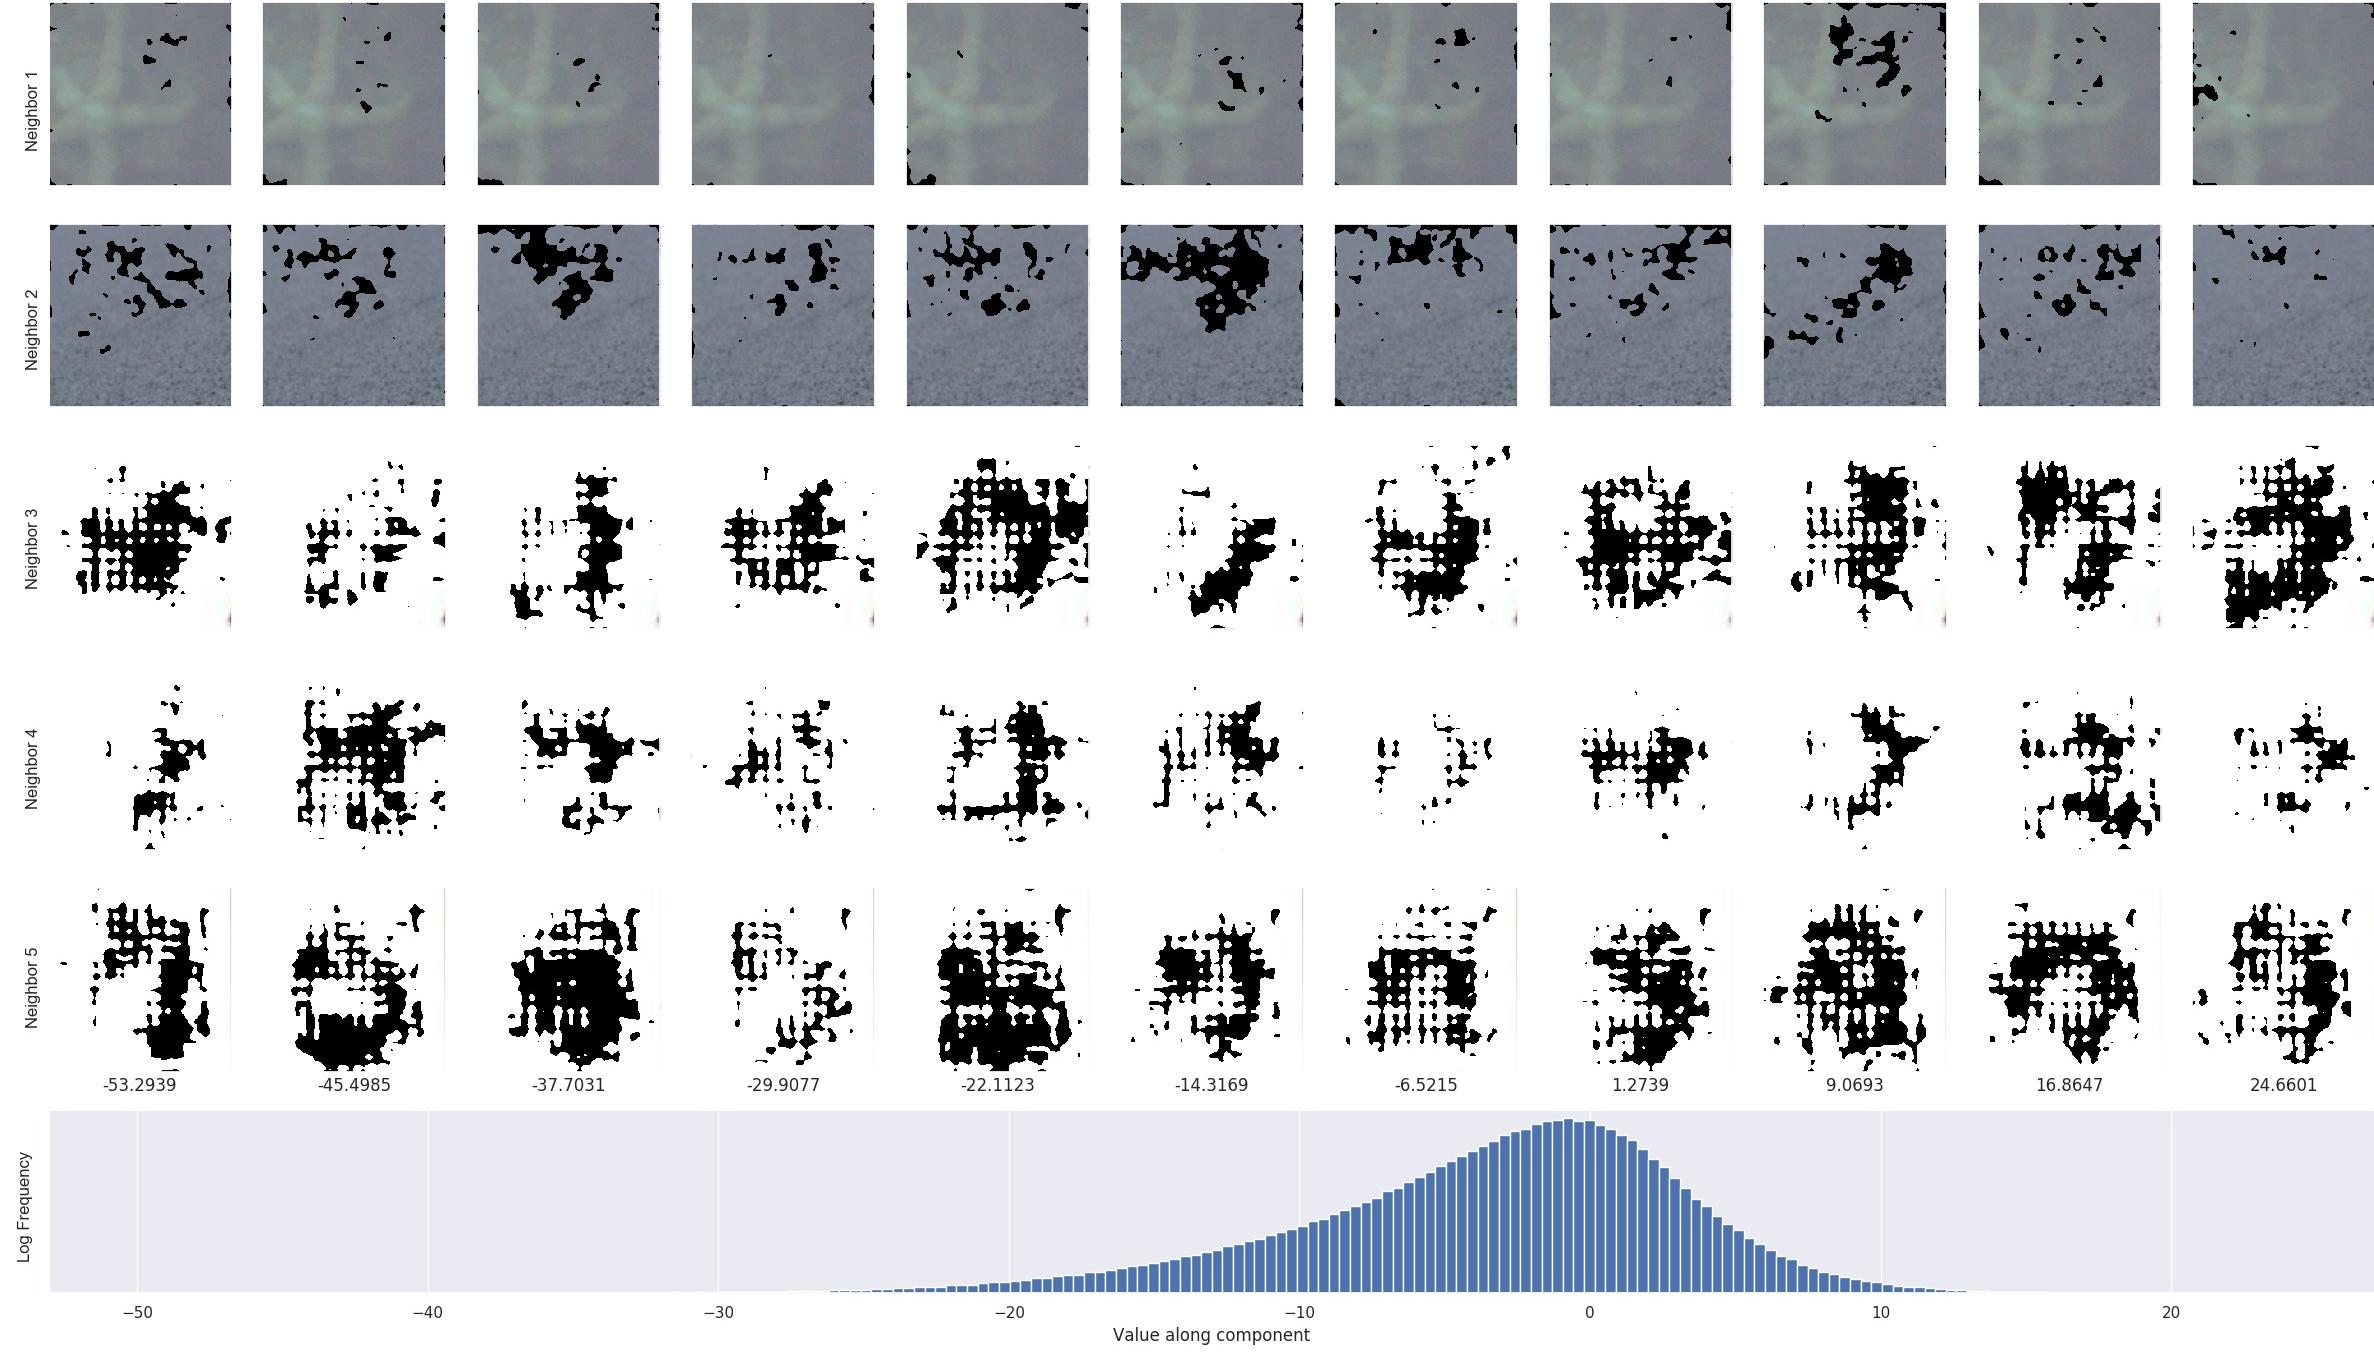 Neighbor 1
Neighbor 2
Neighbor 3
Neighbor 4
Neighbor 5
-53.2939 -45.4985 -37.7031 -29.9077 -22.1123 -14.3169 -6.5215 1.2739 9.0693 16.8647 24.6601
Log Frequency
−50 −40 −30 −20 −10 0 10 20
Value along component